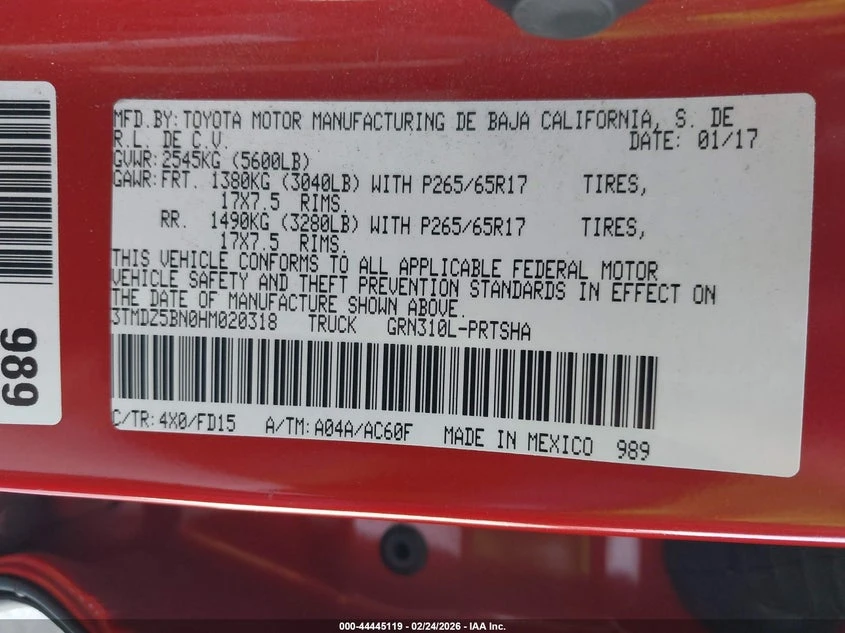 MFD.BY:TOYOTA MOTOR MANUFACTURING DE BAJA CALIFORNIA, S. DE
R.L. DE C.V. DATE: 01/17
GVWR:2545KG (5600LB)
GAWR:FRT. 1380KG (3040LB) WITH P265/65R17 TIRES,
17X7.5 RIMS.
RR. 1490KG (3280LB) WITH P265/65R17 TIRES,
17X7.5 RIMS.
THIS VEHICLE CONFORMS TO ALL APPLICABLE FEDERAL MOTOR
VEHICLE SAFETY AND THEFT PREVENTION STANDARDS IN EFFECT ON
THE DATE OF MANUFACTURE SHOWN ABOVE.
3TMDZ5BN0HM020318 TRUCK GRN310L-PRTSHA
C/TR:4X0/FD15 A/TM:A04A/AC60F MADE IN MEXICO 989
989
000-44445119 - 02/24/2026 - IAA Inc.